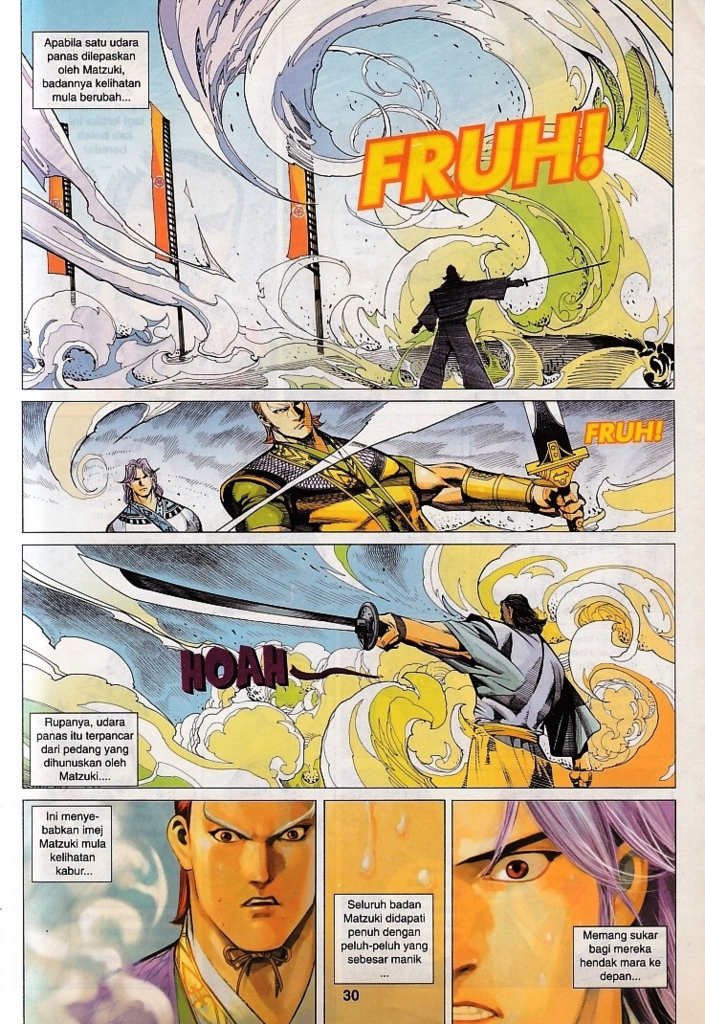 Apabila satu udara
panas dilepaskan
oleh Matzuki,
badannya kelihatan
mula berubah...
FRUH!
FRUH!
HOAH
Rupanya, udara
panas itu terpancar
dari pedang yang
dihunuskan oleh
Matzuki....
Ini menye-
babkan imej
Matzuki mula
kelihatan
kabur...
Seluruh badan
Matzuki didapati
penuh dengan
peluh-peluh yang
sebesar manik
...
Memang sukar
bagi mereka
hendak mara ke
depan...
30